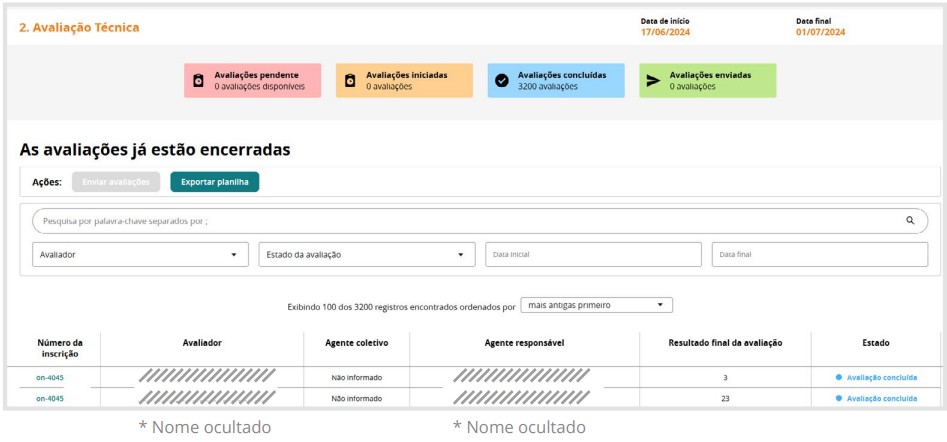 2. Avaliação Técnica
Data de início
17/06/2024
Data final
01/07/2024
Avaliações pendente
0 avaliações disponíveis
Avaliações iniciadas
0 avaliações
Avaliações concluídas
3200 avaliações
Avaliações enviadas
0 avaliações
As avaliações já estão encerradas
Ações: Enviar avaliações Exportar planilha
Pesquisa por palavra-chave separados por ;
Avaliador Estado da avaliação Data inicial Data final
Exibindo 100 dos 3200 registros encontrados ordenados por mais antigas primeiro
Número da inscrição Avaliador Agente coletivo Agente responsável Resultado final da avaliação Estado
on-4045 Não informado 3 Avaliação concluída
on-4045 Não informado 23 Avaliação concluída
* Nome ocultado * Nome ocultado